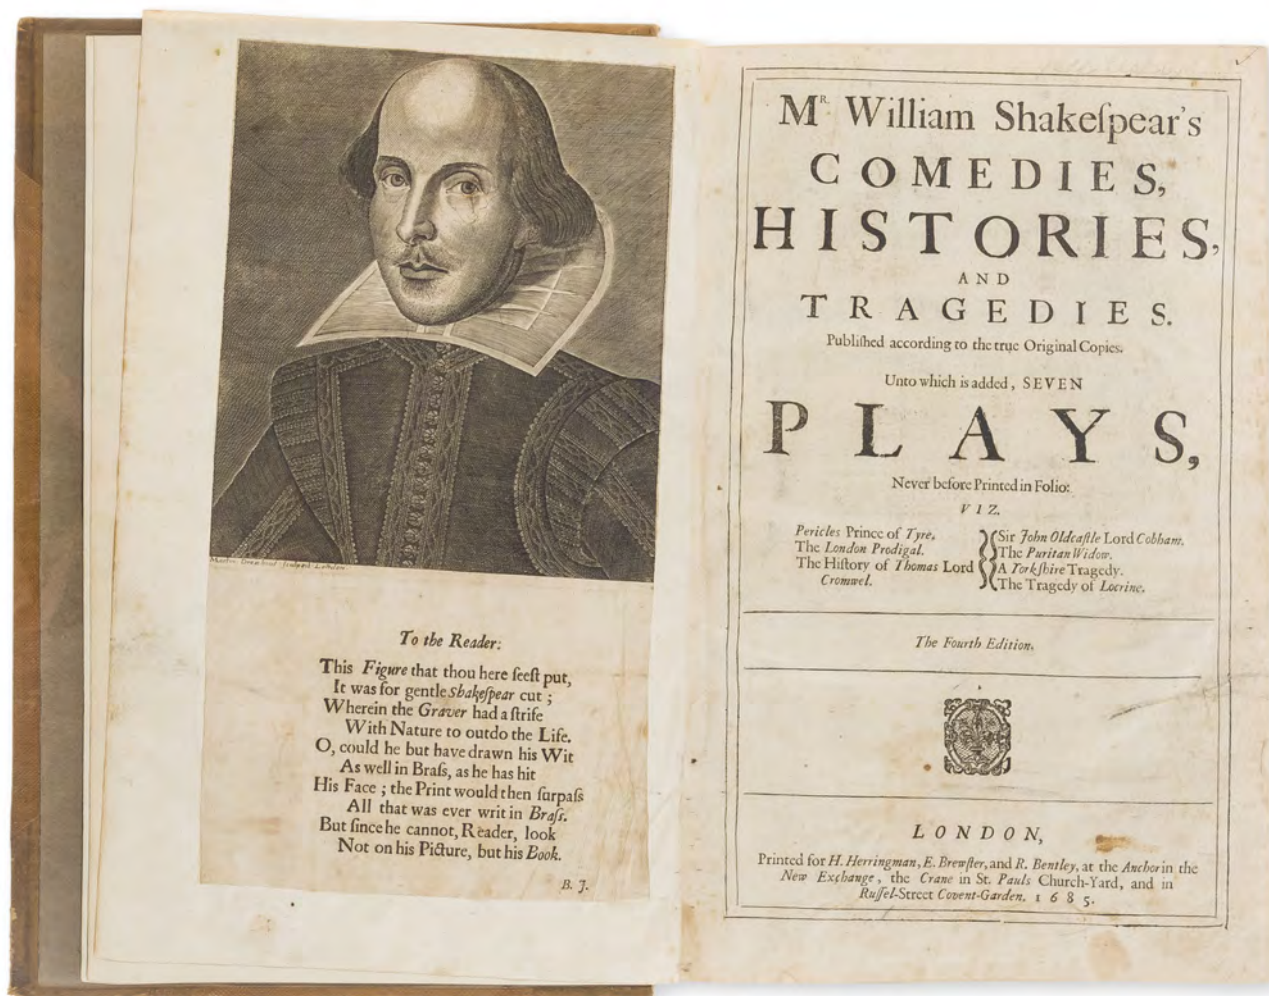 Martin Droeshout sculpsit London
To the Reader:
This Figure that thou here ſeeſt put,
It was for gentle Shakeſpear cut;
Wherein the Graver had a ſtrife
With Nature to outdo the Life.
O, could he but have drawn his Wit
As well in Braſs, as he has hit
His Face; the Print would then ſurpaſs
All that was ever writ in Braſs.
But ſince he cannot, Reader, look
Not on his Picture, but his Book.
B. J.
Mr William Shakeſpear's
COMEDIES,
HISTORIES,
AND
TRAGEDIES.
Publiſhed according to the true Original Copies.
Unto which is added, SEVEN
PLAYS,
Never before Printed in Folio:
VIZ.
Pericles Prince of Tyre.
The London Prodigal.
The Hiſtory of Thomas Lord
Cromwel.
Sir John Oldcaſtle Lord Cobham.
The Puritan Widow.
A Yorkſhire Tragedy.
The Tragedy of Locrine.
The Fourth Edition.
LONDON,
Printed for H. Herringman, E. Brewſter, and R. Bentley, at the Anchor in the
New Exchange, the Crane in St. Pauls Church-Yard, and in
Ruſſel-Street Covent-Garden. 1685.